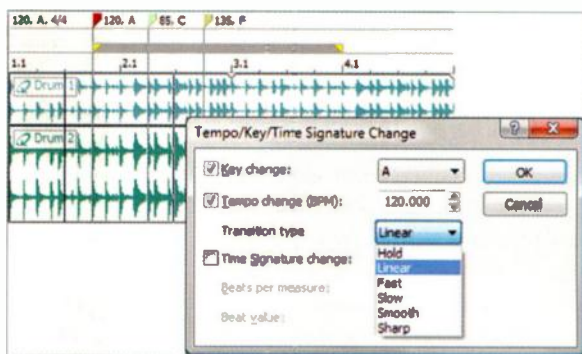 120. A, 4/4
120. A
85. C
135. F
1.1
2.1
3.1
4.1
Drum 1
Drum 2
Tempo/Key/Time Signature Change
Key change:
A
OK
Tempo change (BPM):
120.000
Cancel
Transition type
Linear
Hold
Linear
Fast
Slow
Smooth
Sharp
Time Signature change:
Beats per measure:
Beat value: